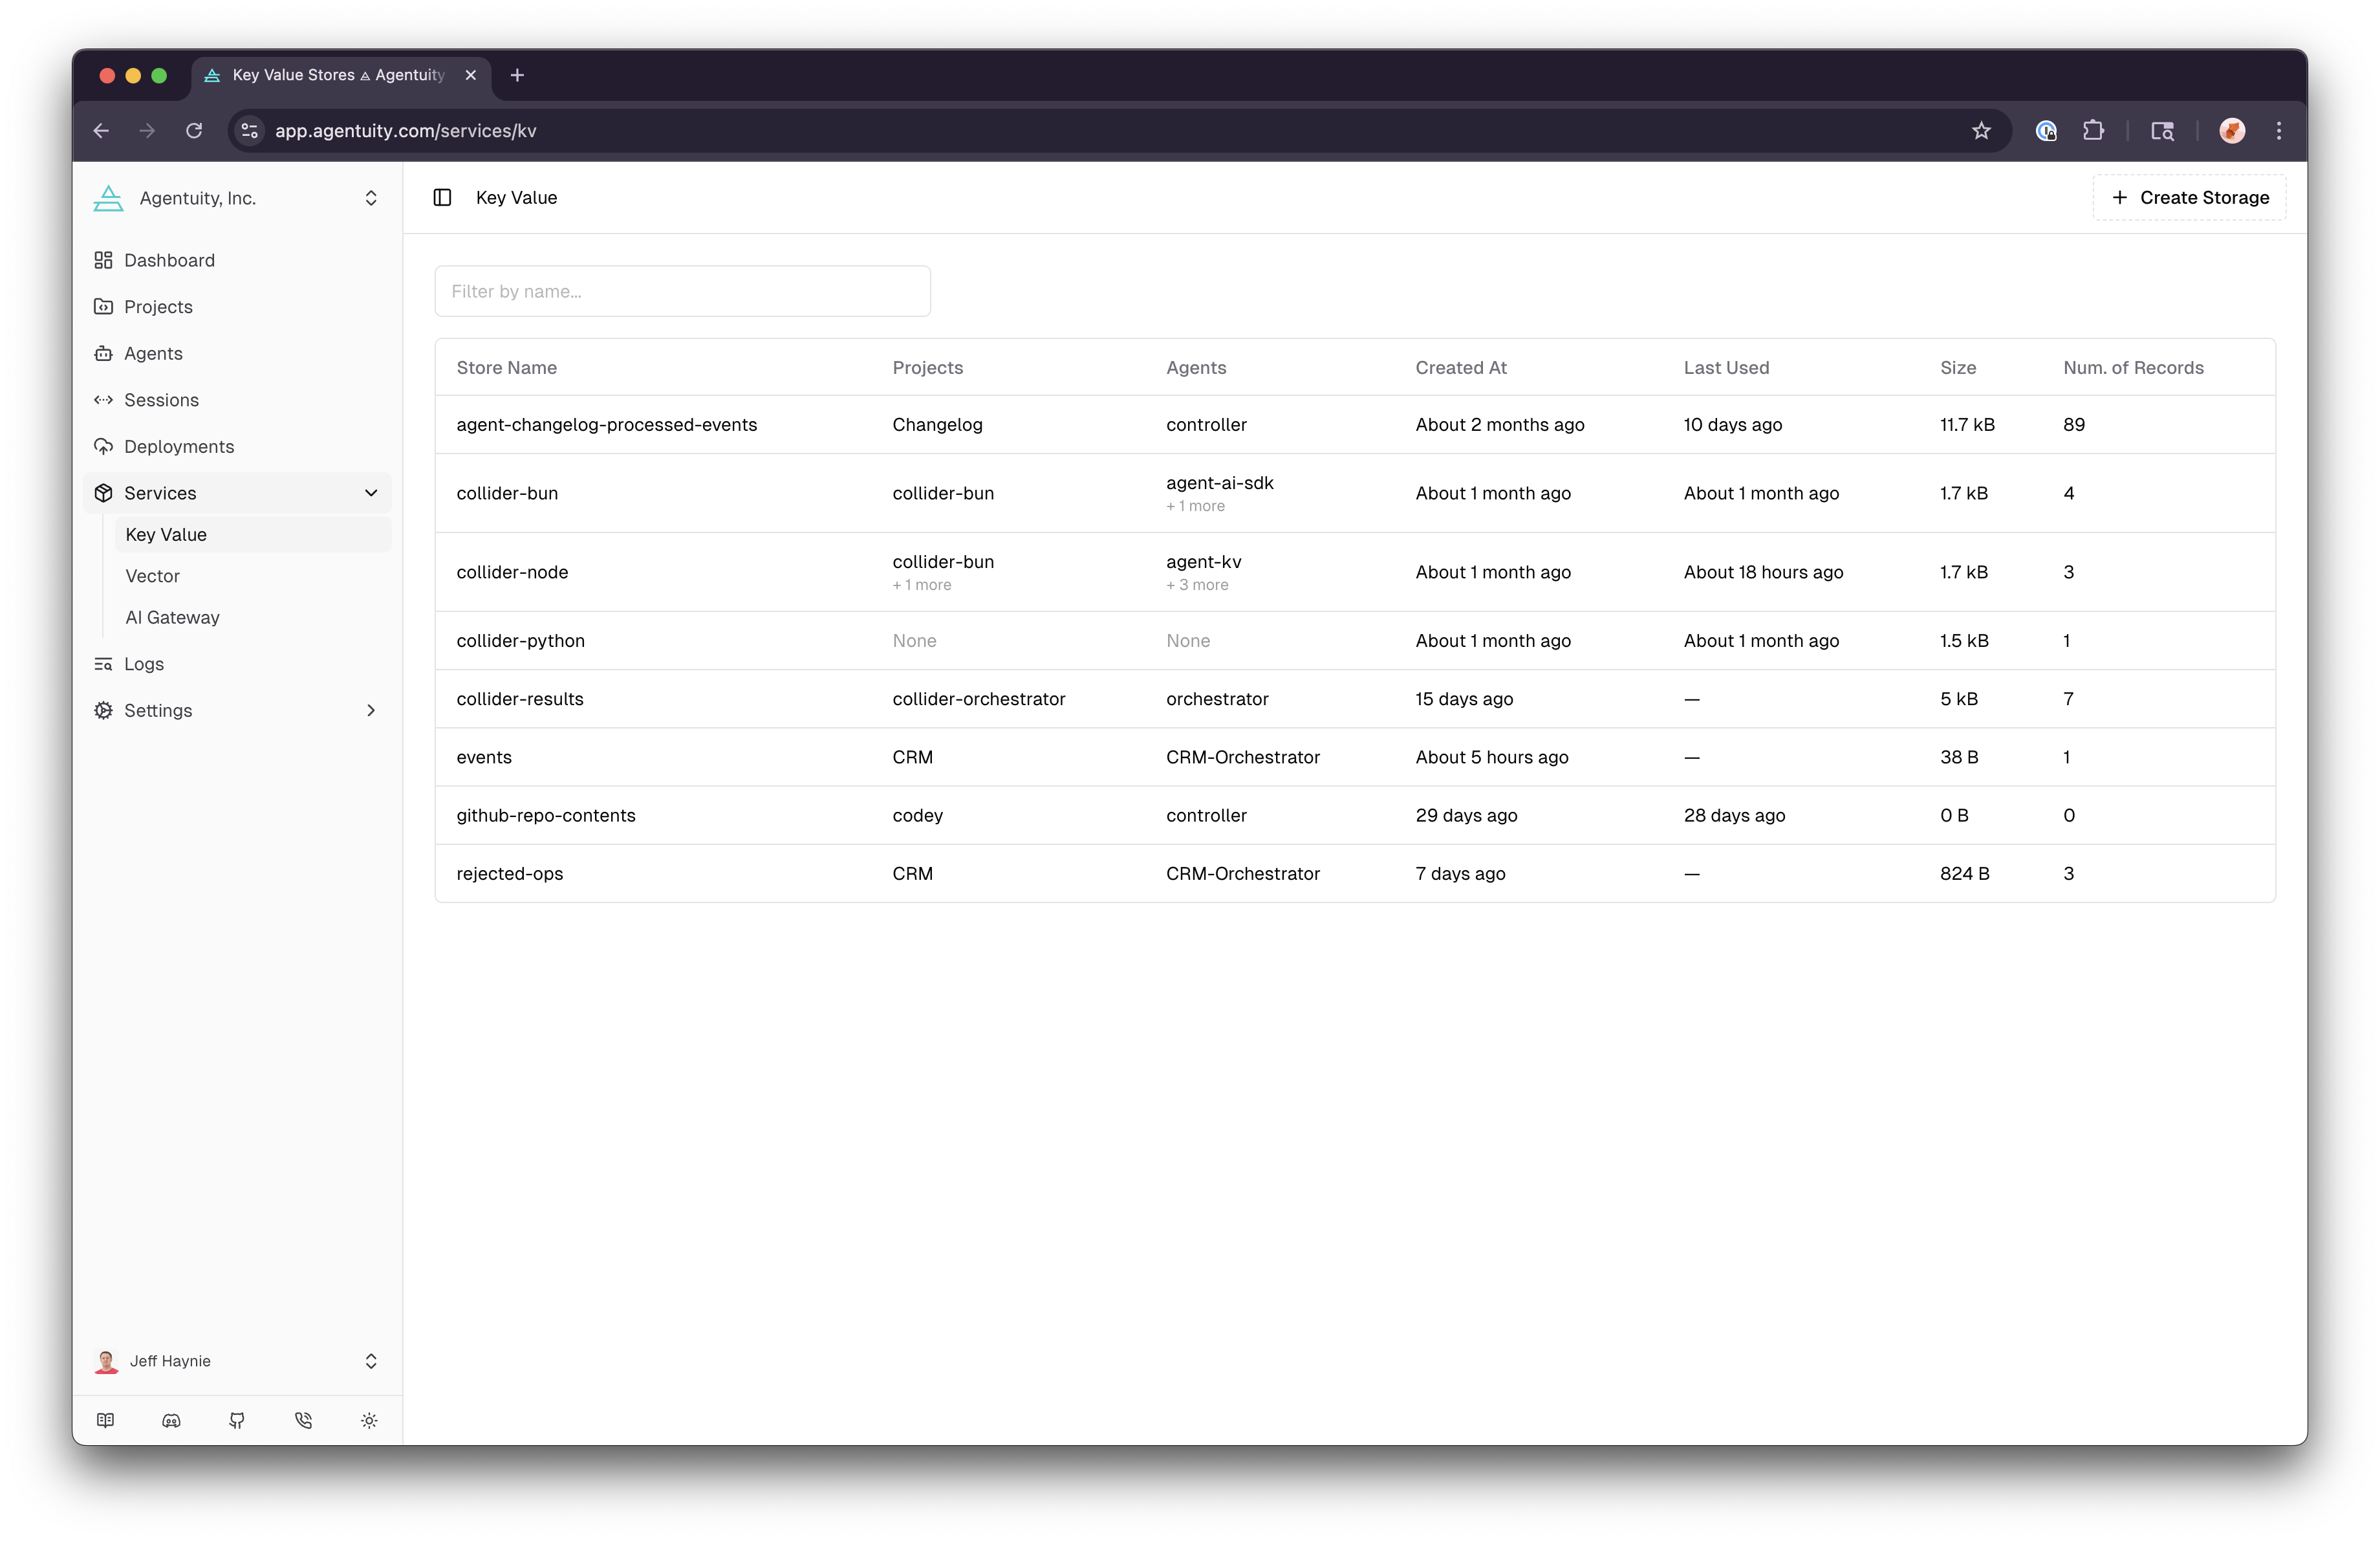 Key Value Stores ⟁ Agentuity
app.agentuity.com/services/kv
Agentuity, Inc.
Dashboard
Projects
Agents
Sessions
Deployments
Services
Key Value
Vector
AI Gateway
Logs
Settings
Jeff Haynie
Key Value
Create Storage
Filter by name...
Store Name Projects Agents Created At Last Used Size Num. of Records
agent-changelog-processed-events Changelog controller About 2 months ago 10 days ago 11.7 kB 89
collider-bun collider-bun agent-ai-sdk About 1 month ago About 1 month ago 1.7 kB 4
+ 1 more
collider-node collider-bun agent-kv About 1 month ago About 18 hours ago 1.7 kB 3
+ 1 more + 3 more
collider-python None None About 1 month ago About 1 month ago 1.5 kB 1
collider-results collider-orchestrator orchestrator 15 days ago — 5 kB 7
events CRM CRM-Orchestrator About 5 hours ago — 38 B 1
github-repo-contents codey controller 29 days ago 28 days ago 0 B 0
rejected-ops CRM CRM-Orchestrator 7 days ago — 824 B 3